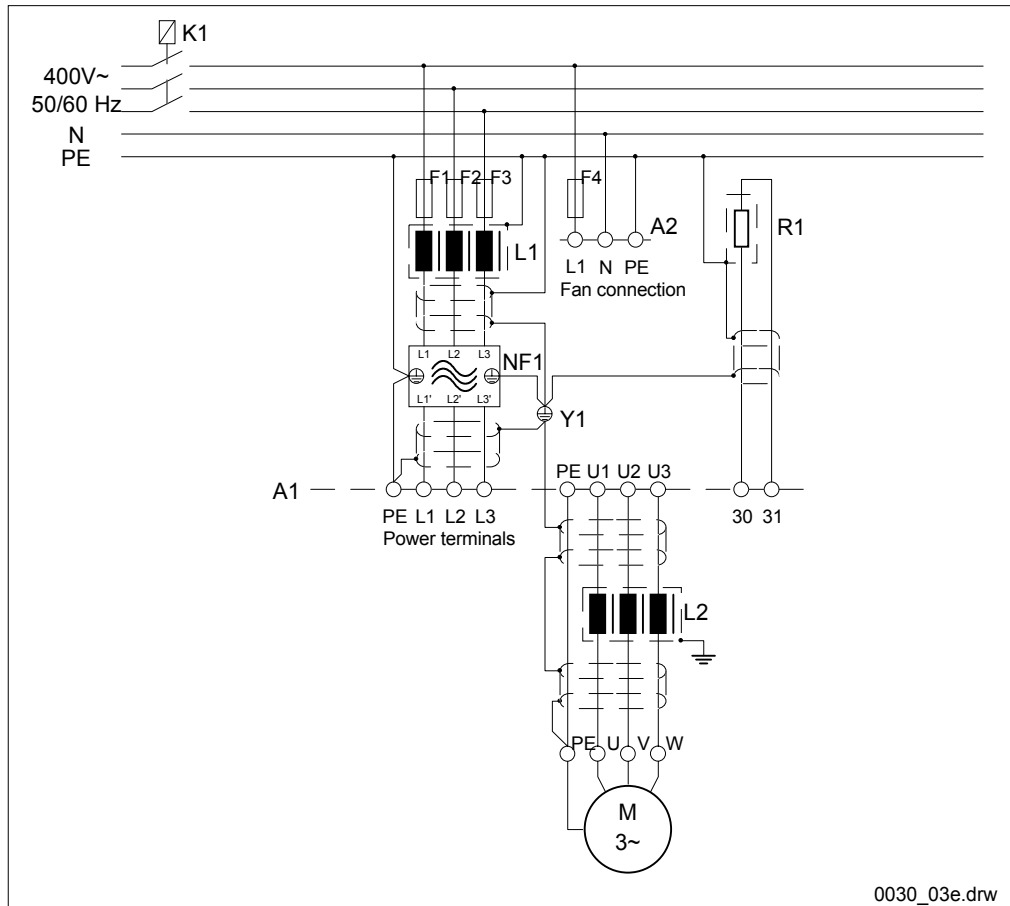 K1
400V~
50/60 Hz
N
PE
F1 F2 F3
F4
L1
A2
R1
L1 N PE
Fan connection
L1 L2 L3
NF1
L1' L2' L3'
Y1
PE U1 U2 U3
A1
PE L1 L2 L3
Power terminals
30 31
L2
PE U V W
M
3~
0030_03e.drw